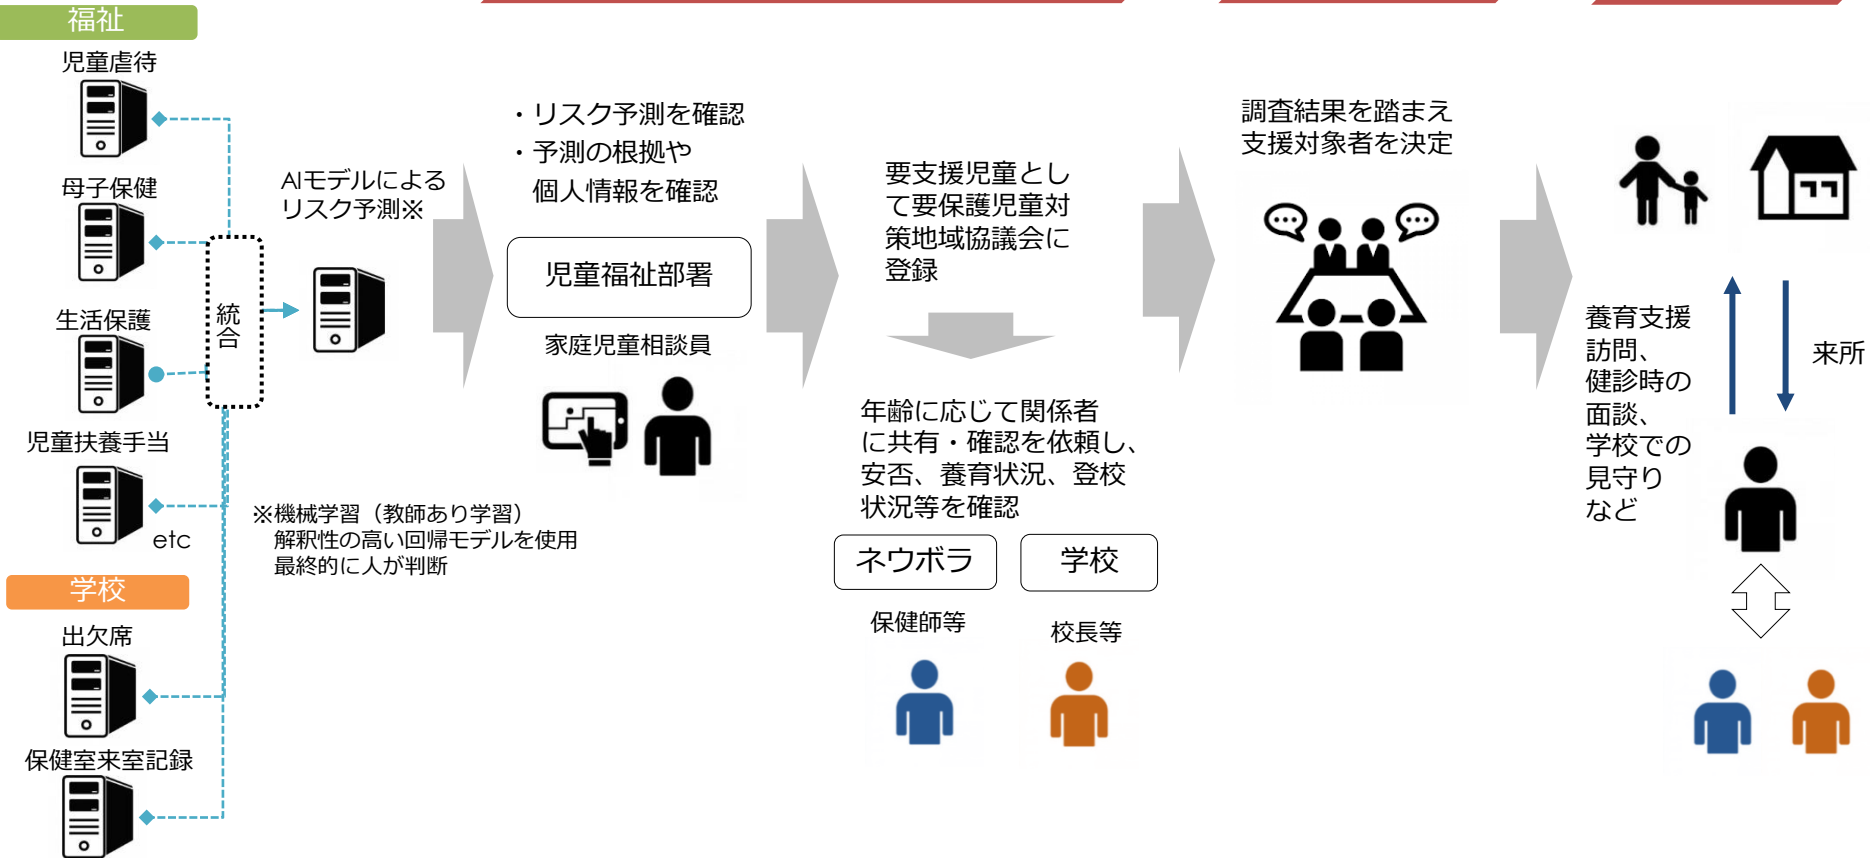 福祉
児童虐待
母子保健
生活保護
児童扶養手当
etc
学校
出欠席
保健室来室記録
統
合
AIモデルによる
リスク予測※
※機械学習（教師あり学習）
解釈性の高い回帰モデルを使用
最終的に人が判断
・リスク予測を確認
・予測の根拠や
個人情報を確認
児童福祉部署
家庭児童相談員
要支援児童とし
て要保護児童対
策地域協議会に
登録
年齢に応じて関係者
に共有・確認を依頼し、
安否、養育状況、登校
状況等を確認
ネウボラ
学校
保健師等
校長等
調査結果を踏まえ
支援対象者を決定
養育支援
訪問、
健診時の
面談、
学校での
見守り
など
来所